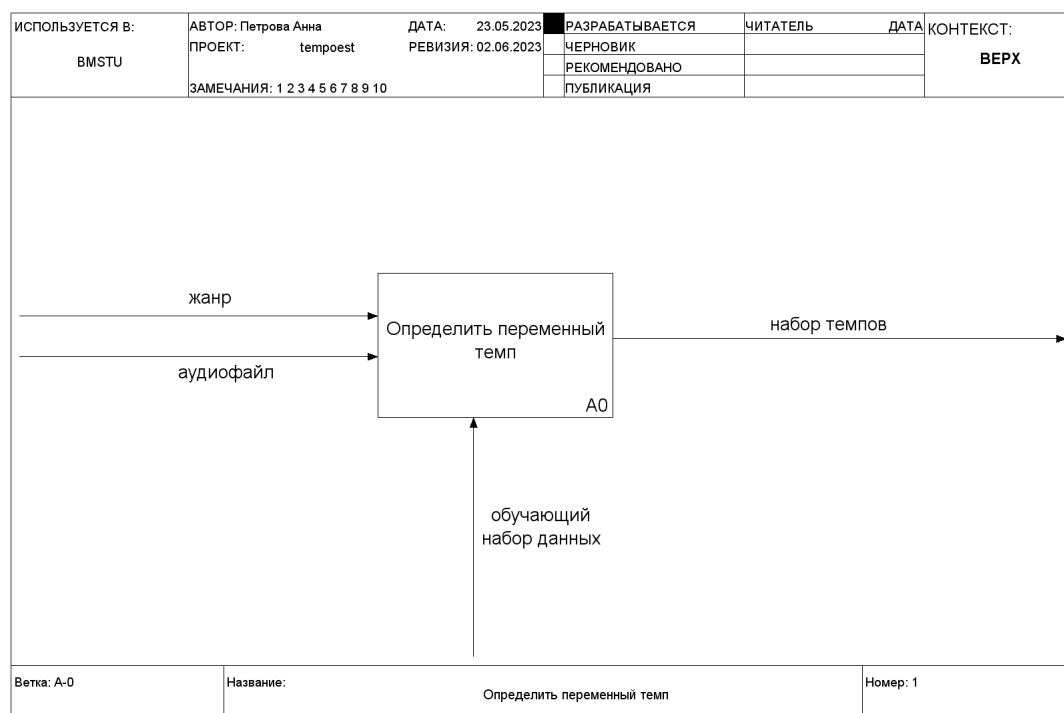 ИСПОЛЬЗУЕТСЯ В:
BMSTU
АВТОР: Петрова Анна
ДАТА: 23.05.2023
ПРОЕКТ: tempoest
РЕВИЗИЯ: 02.06.2023
ЗАМЕЧАНИЯ: 1 2 3 4 5 6 7 8 9 10
РАЗРАБАТЫВАЕТСЯ
ЧЕРНОВИК
РЕКОМЕНДОВАНО
ПУБЛИКАЦИЯ
ЧИТАТЕЛЬ ДАТА
КОНТЕКСТ:
ВЕРХ
жанр
аудиофайл
Определить переменный
темп
A0
набор темпов
обучающий
набор данных
Ветка: A-0
Название:
Определить переменный темп
Номер: 1